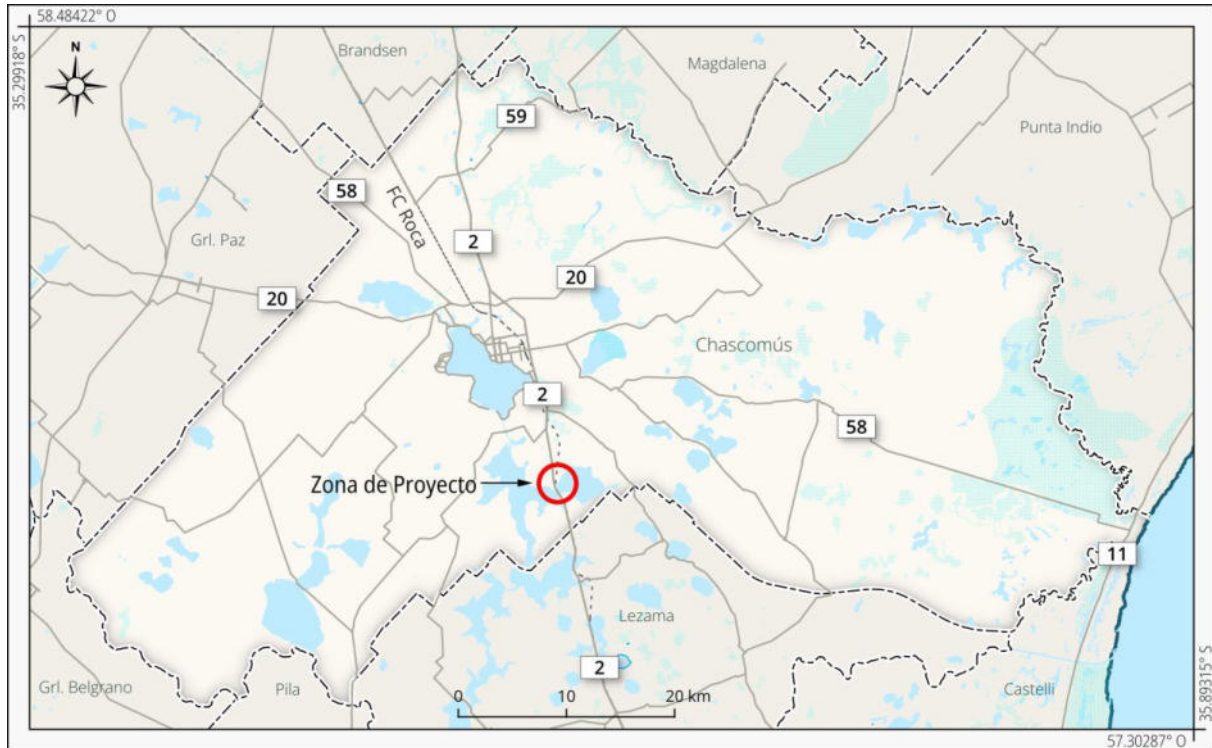 58.48422° O
35.29918° S
N
Brandsen
Magdalena
Punta Indio
59
58
FC Roca
Grl. Paz
2
20
20
Chascomús
2
58
Zona de Proyecto
11
Lezama
2
Grl. Belgrano
Pila
Castelli
0 10 20 km
35.89315° S
57.30287° O